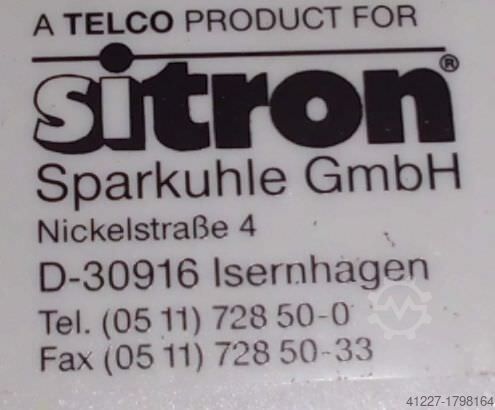 A TELCO PRODUCT FOR
sitron®
Sparkuhle GmbH
Nickelstraße 4
D-30916 Isernhagen
Tel. (05 11) 728 50-0
Fax (05 11) 728 50-33
41227-1798164